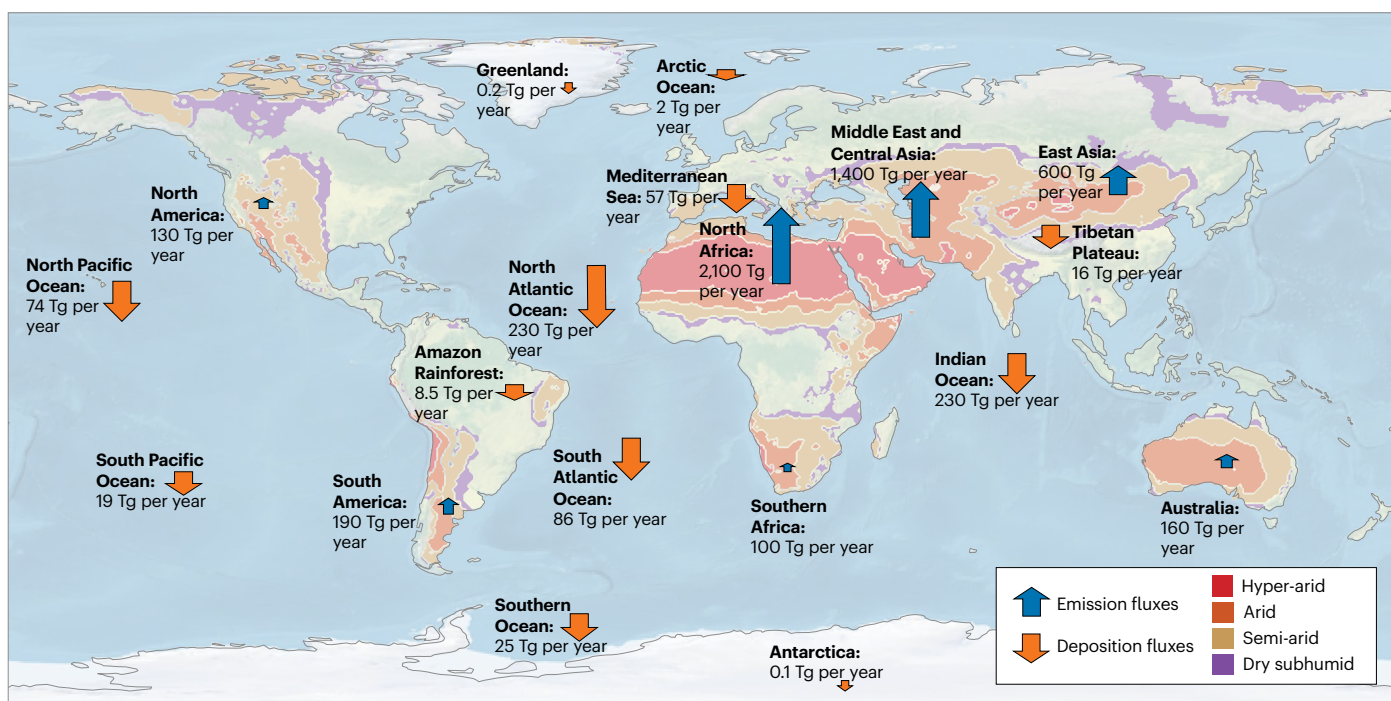 Greenland:
0.2 Tg per
year
Arctic
Ocean:
2 Tg per
year
Middle East and
Central Asia:
1,400 Tg per year
East Asia:
600 Tg
per year
Mediterranean
Sea: 57 Tg per
year
North
America:
130 Tg per
year
North
Africa:
2,100 Tg
per year
Tibetan
Plateau:
16 Tg per year
North Pacific
Ocean:
74 Tg per
year
North
Atlantic
Ocean:
230 Tg per
year
Amazon
Rainforest:
8.5 Tg per
year
Indian
Ocean:
230 Tg per year
South Pacific
Ocean:
19 Tg per year
South
America:
190 Tg per
year
South
Atlantic
Ocean:
86 Tg per year
Southern
Africa:
100 Tg per year
Australia:
160 Tg per
year
Southern
Ocean:
25 Tg per year
Antarctica:
0.1 Tg per year
Emission fluxes
Deposition fluxes
Hyper-arid
Arid
Semi-arid
Dry subhumid